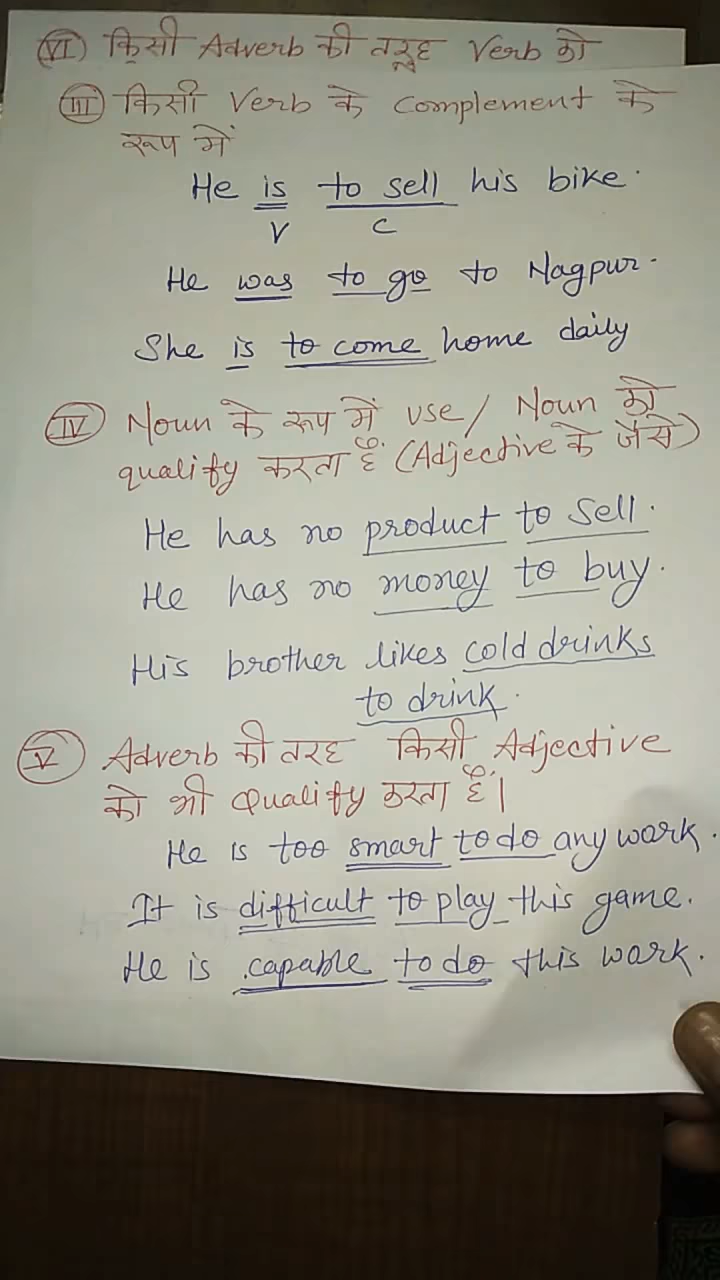 (VI) किसी Adverb की तरह Verb को
(III) किसी Verb के Complement के
रूप में
He is to sell his bike.
V C
He was to go to Nagpur.
She is to come home daily
(IV) Noun के रूप में use/ Noun को
qualify करता है (Adjective के जैसे)
He has no product to sell.
He has no money to buy.
His brother likes cold drinks
to drink.
(V) Adverb की तरह किसी Adjective
को भी Qualify करता है।
He is too smart to do any work.
It is difficult to play this game.
He is capable to do this work.